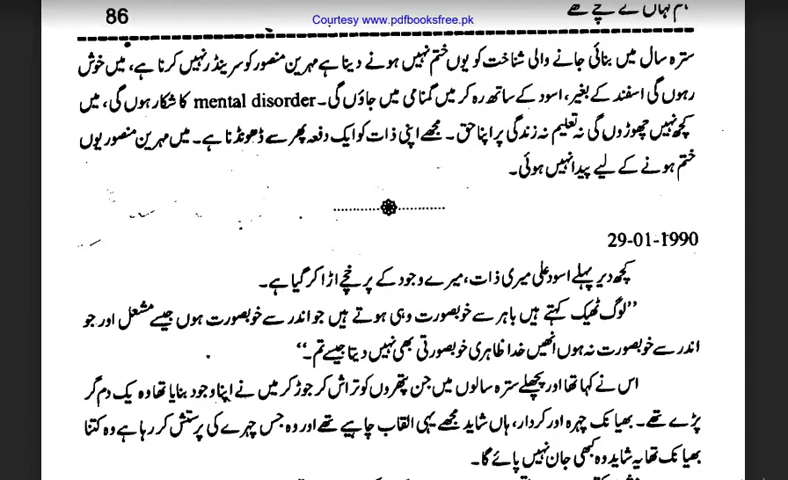 86
Courtesy www.pdfbooksfree.pk
سترہ سال میں بنائی جانے والی شناخت کو یوں ختم نہیں ہونے دینا ہے مہرین منصور کو سرینڈر نہیں کرنا ہے، میں خوش
رہوں گی اسفند کے بغیر، اسود کے ساتھ رہ کر میں گمنامی میں جاؤں گی۔ mental disorder کا شکار ہوں گی، میں
کچھ نہیں چھوڑوں گی نہ تعلیم نہ زندگی پر اپنا حق۔ مجھے اپنی ذات کو ایک دفعہ پھر سے ڈھونڈنا ہے۔ میں مہرین منصور یوں
ختم ہونے کے لیے پیدا نہیں ہوئی۔
29-01-1990
کچھ دیر پہلے اسود علی میری ذات، میرے وجود کے پرخچے اڑا کر گیا ہے۔
’’لوگ ٹھیک کہتے ہیں باہر سے خوبصورت وہی ہوتے ہیں جو اندر سے خوبصورت ہوں جیسے مشعل اور جو
اندر سے خوبصورت نہ ہوں انھیں خدا ظاہری خوبصورتی بھی نہیں دیتا جیسے تم۔‘‘
اس نے کہا تھا اور پچھلے سترہ سالوں میں جن پتھروں کو تراش کر جوڑ کر میں نے اپنا وجود بنایا تھا وہ یک دم گر
پڑے تھے۔ بھیانک چہرہ اور کردار، ہاں شاید مجھے یہی القاب چاہیے تھے اور وہ جس چہرے کی پرستش کر رہا ہے وہ کتنا
بھیانک تھا یہ شاید وہ کبھی جان نہیں پائے گا۔